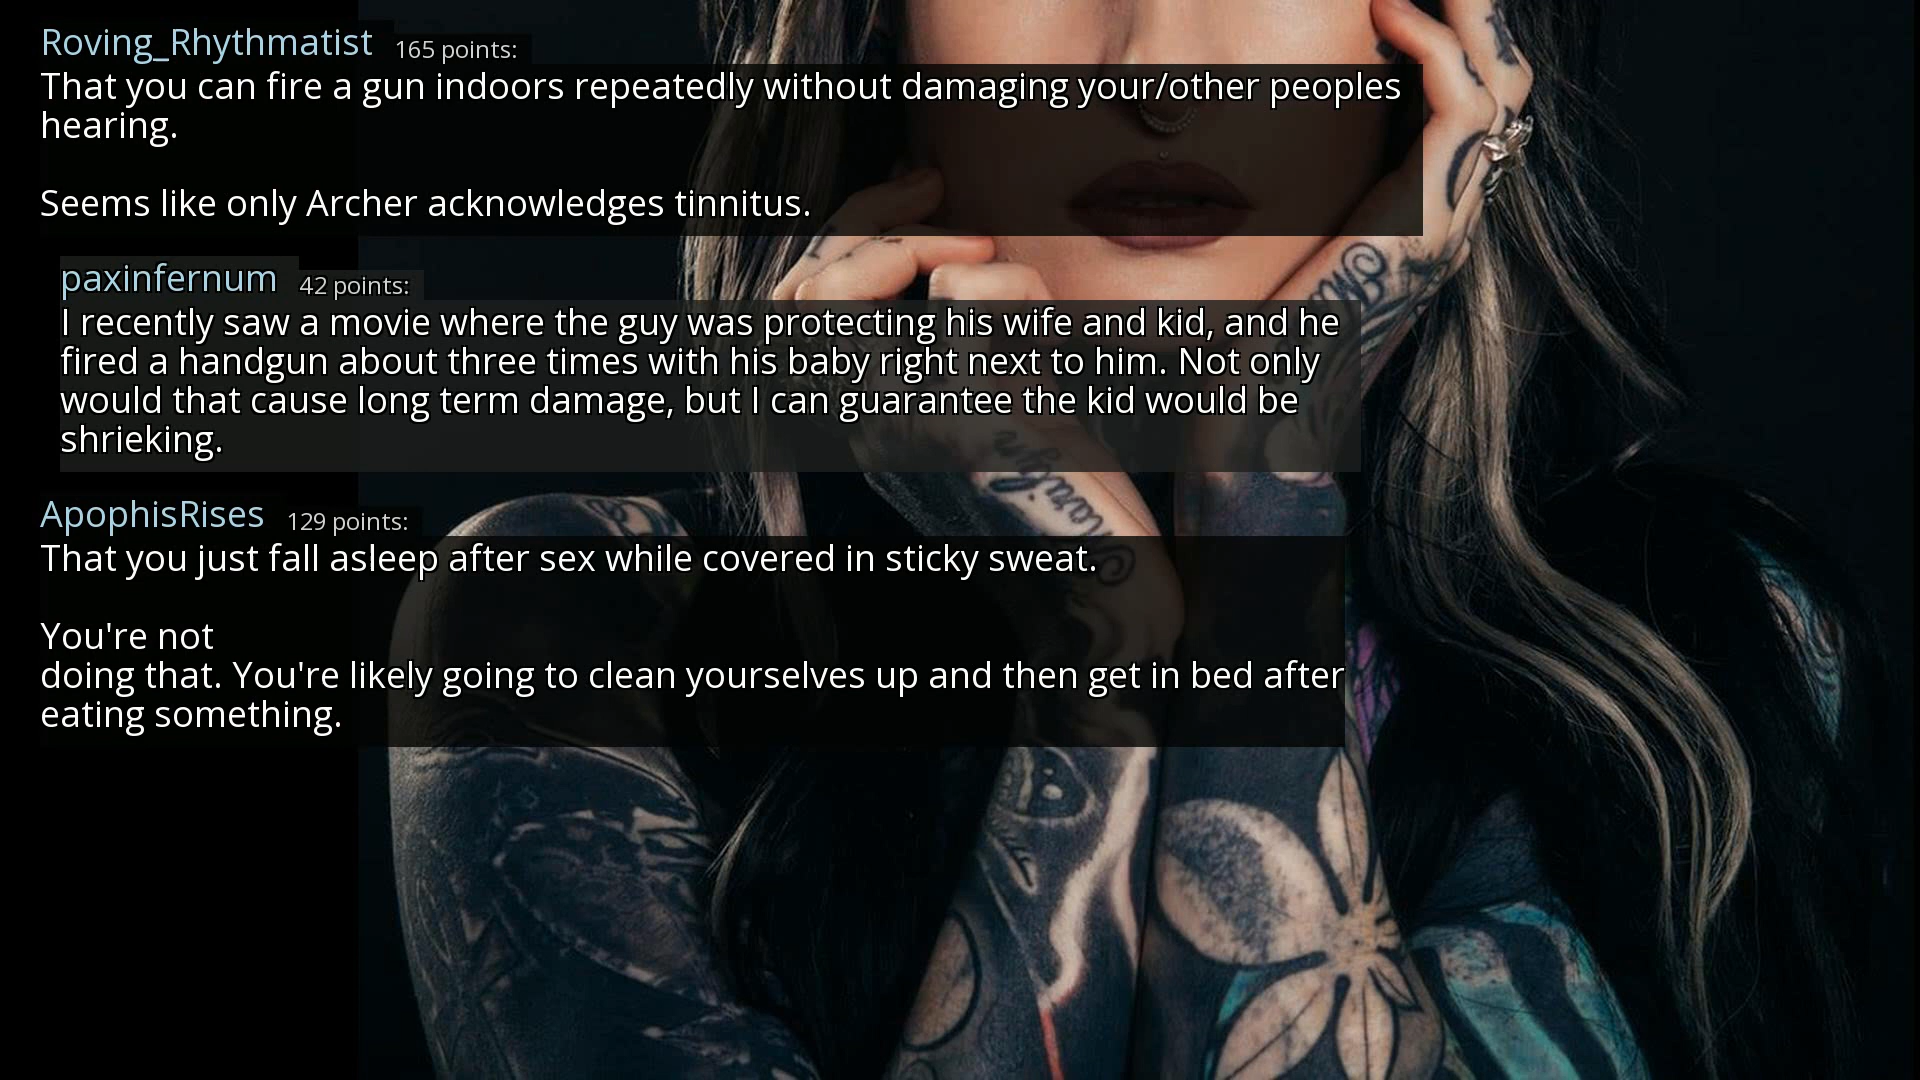 Roving_Rhythmatist 165 points:
That you can fire a gun indoors repeatedly without damaging your/other peoples
hearing.
Seems like only Archer acknowledges tinnitus.
paxinfernum 42 points:
I recently saw a movie where the guy was protecting his wife and kid, and he
fired a handgun about three times with his baby right next to him. Not only
would that cause long term damage, but I can guarantee the kid would be
shrieking.
ApophisRises 129 points:
That you just fall asleep after sex while covered in sticky sweat.
You're not
doing that. You're likely going to clean yourselves up and then get in bed after
eating something.